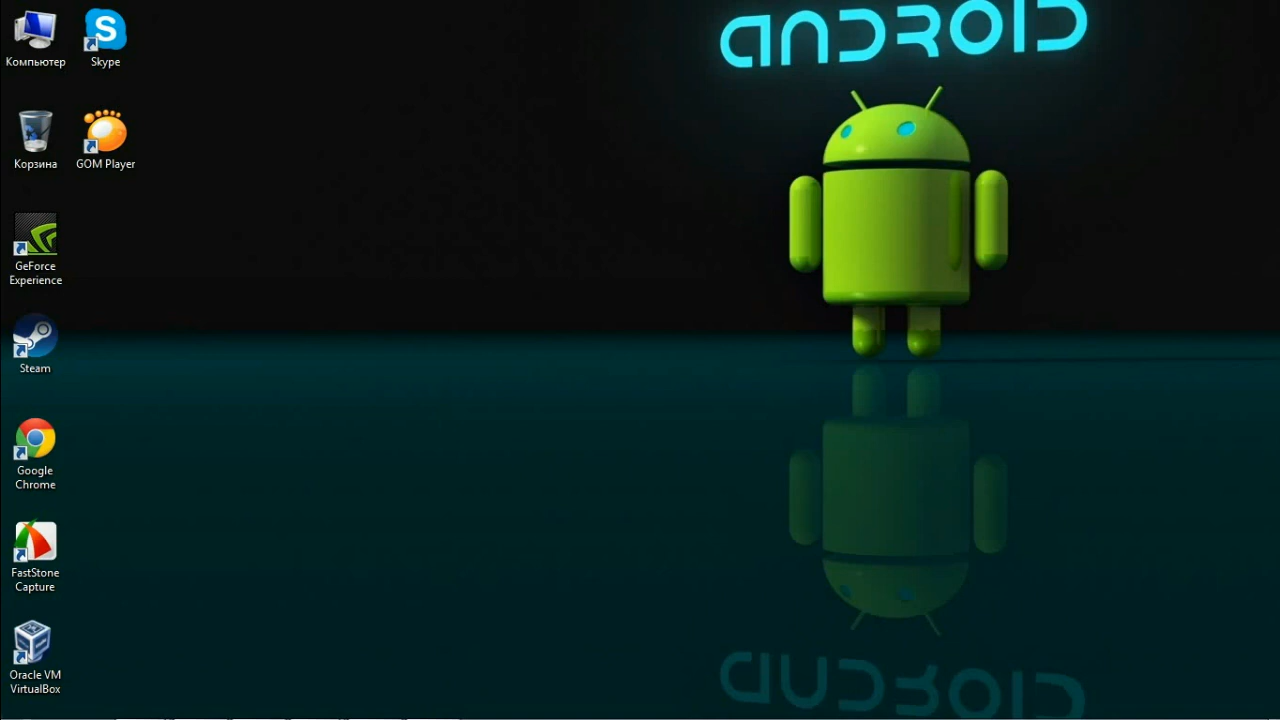 Компьютер
Skype
Корзина
GOM Player
GeForce
Experience
Steam
Google
Chrome
FastStone
Capture
Oracle VM
VirtualBox
ANDROID